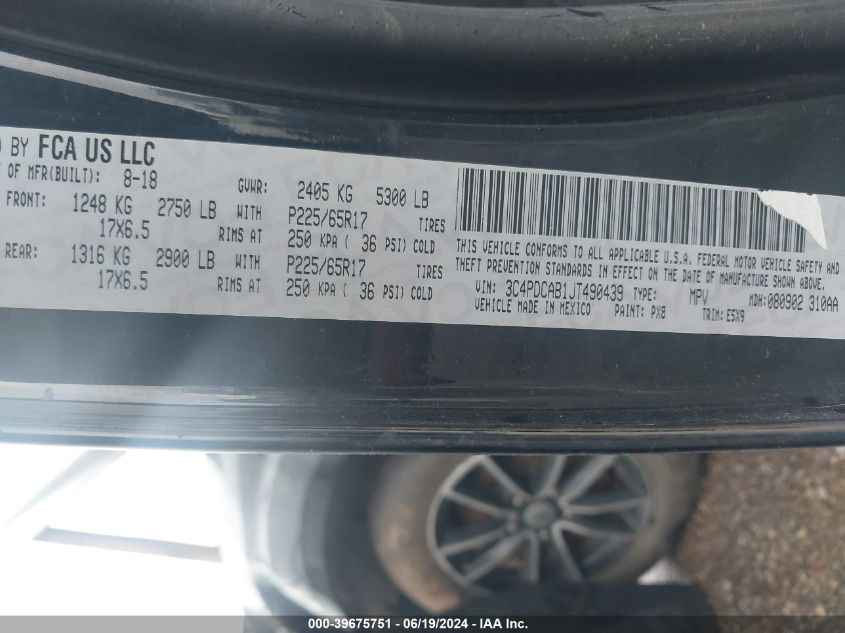 BY FCA US LLC
OF MFR(BUILT): 8-18 GVWR: 2405 KG 5300 LB
FRONT: 1248 KG 2750 LB WITH P225/65R17 TIRES
17X6.5 RIMS AT 250 KPA ( 36 PSI) COLD
REAR: 1316 KG 2900 LB WITH P225/65R17 TIRES
17X6.5 RIMS AT 250 KPA ( 36 PSI) COLD
THIS VEHICLE CONFORMS TO ALL APPLICABLE U.S.A. FEDERAL MOTOR VEHICLE SAFETY AND
THEFT PREVENTION STANDARDS IN EFFECT ON THE DATE OF MANUFACTURE SHOWN ABOVE.
VIN: 3C4PDCAB1JT490439 TYPE: MPV MDH: 080902 310AA
VEHICLE MADE IN MEXICO PAINT: PX8 TRIM: E5X9
000-39675751 - 06/19/2024 - IAA Inc.